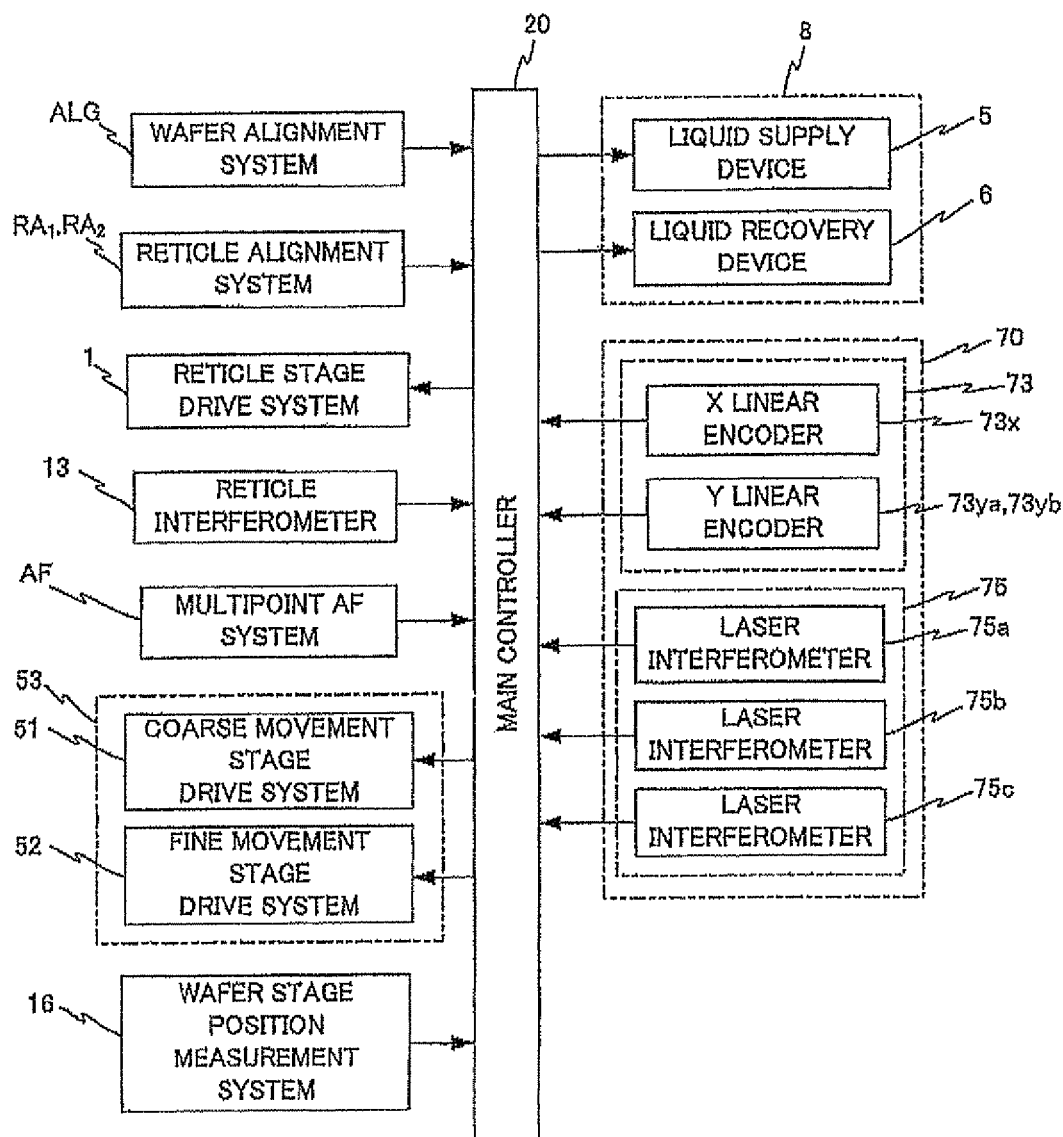 20
8
ALG
WAFER ALIGNMENT
SYSTEM
LIQUID SUPPLY
DEVICE
5
RA1,RA2
RETICLE ALIGNMENT
SYSTEM
LIQUID RECOVERY
DEVICE
6
1
RETICLE STAGE
DRIVE SYSTEM
70
73
X LINEAR
ENCODER
73x
13
RETICLE
INTERFEROMETER
Y LINEAR
ENCODER
73ya,73yb
AF
MULTIPOINT AF
SYSTEM
MAIN CONTROLLER
75
LASER
INTERFEROMETER
75a
53
51
COARSE MOVEMENT
STAGE
DRIVE SYSTEM
LASER
INTERFEROMETER
75b
52
FINE MOVEMENT
STAGE
DRIVE SYSTEM
LASER
INTERFEROMETER
75c
16
WAFER STAGE
POSITION
MEASUREMENT
SYSTEM